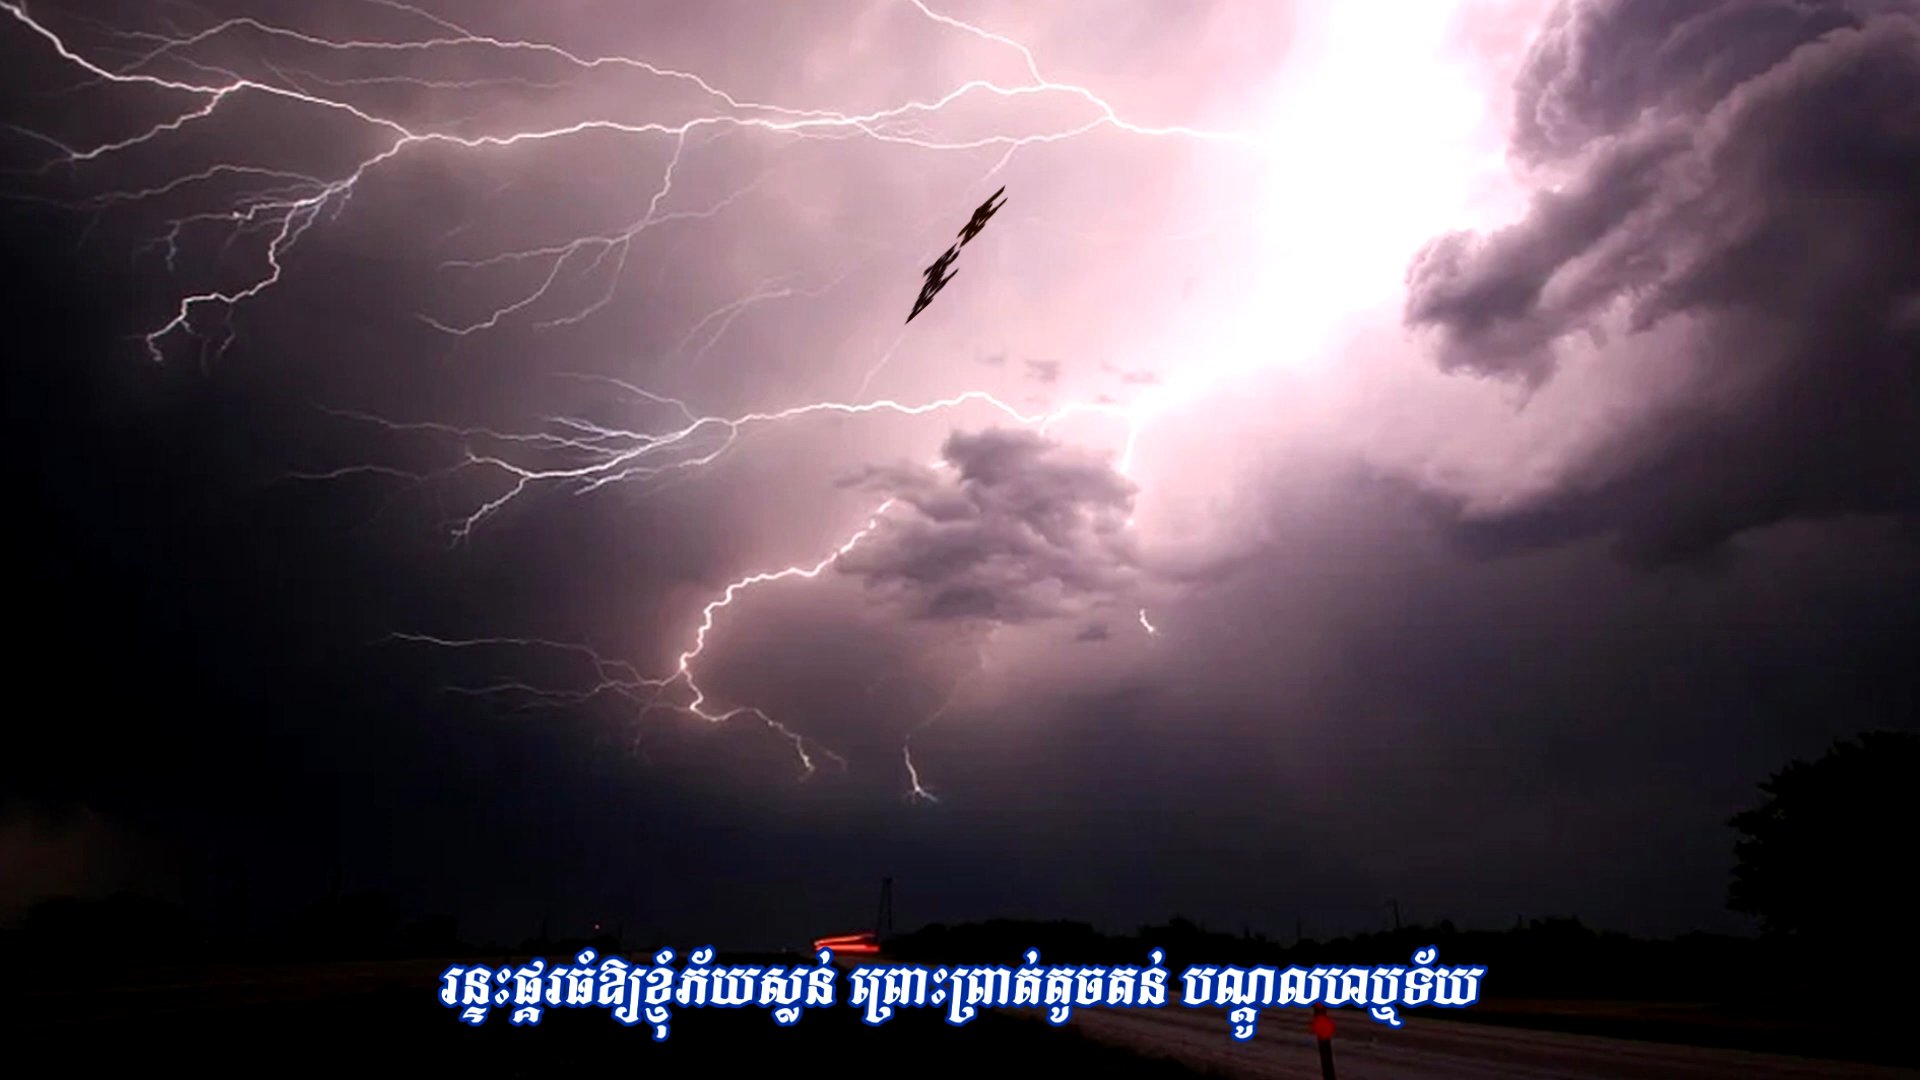 រន្ទះផ្គរធំឱ្យខ្ញុំភ័យស្លន់ ព្រោះព្រាត់តូចគន់ បណ្ដូលហឫទ័យ